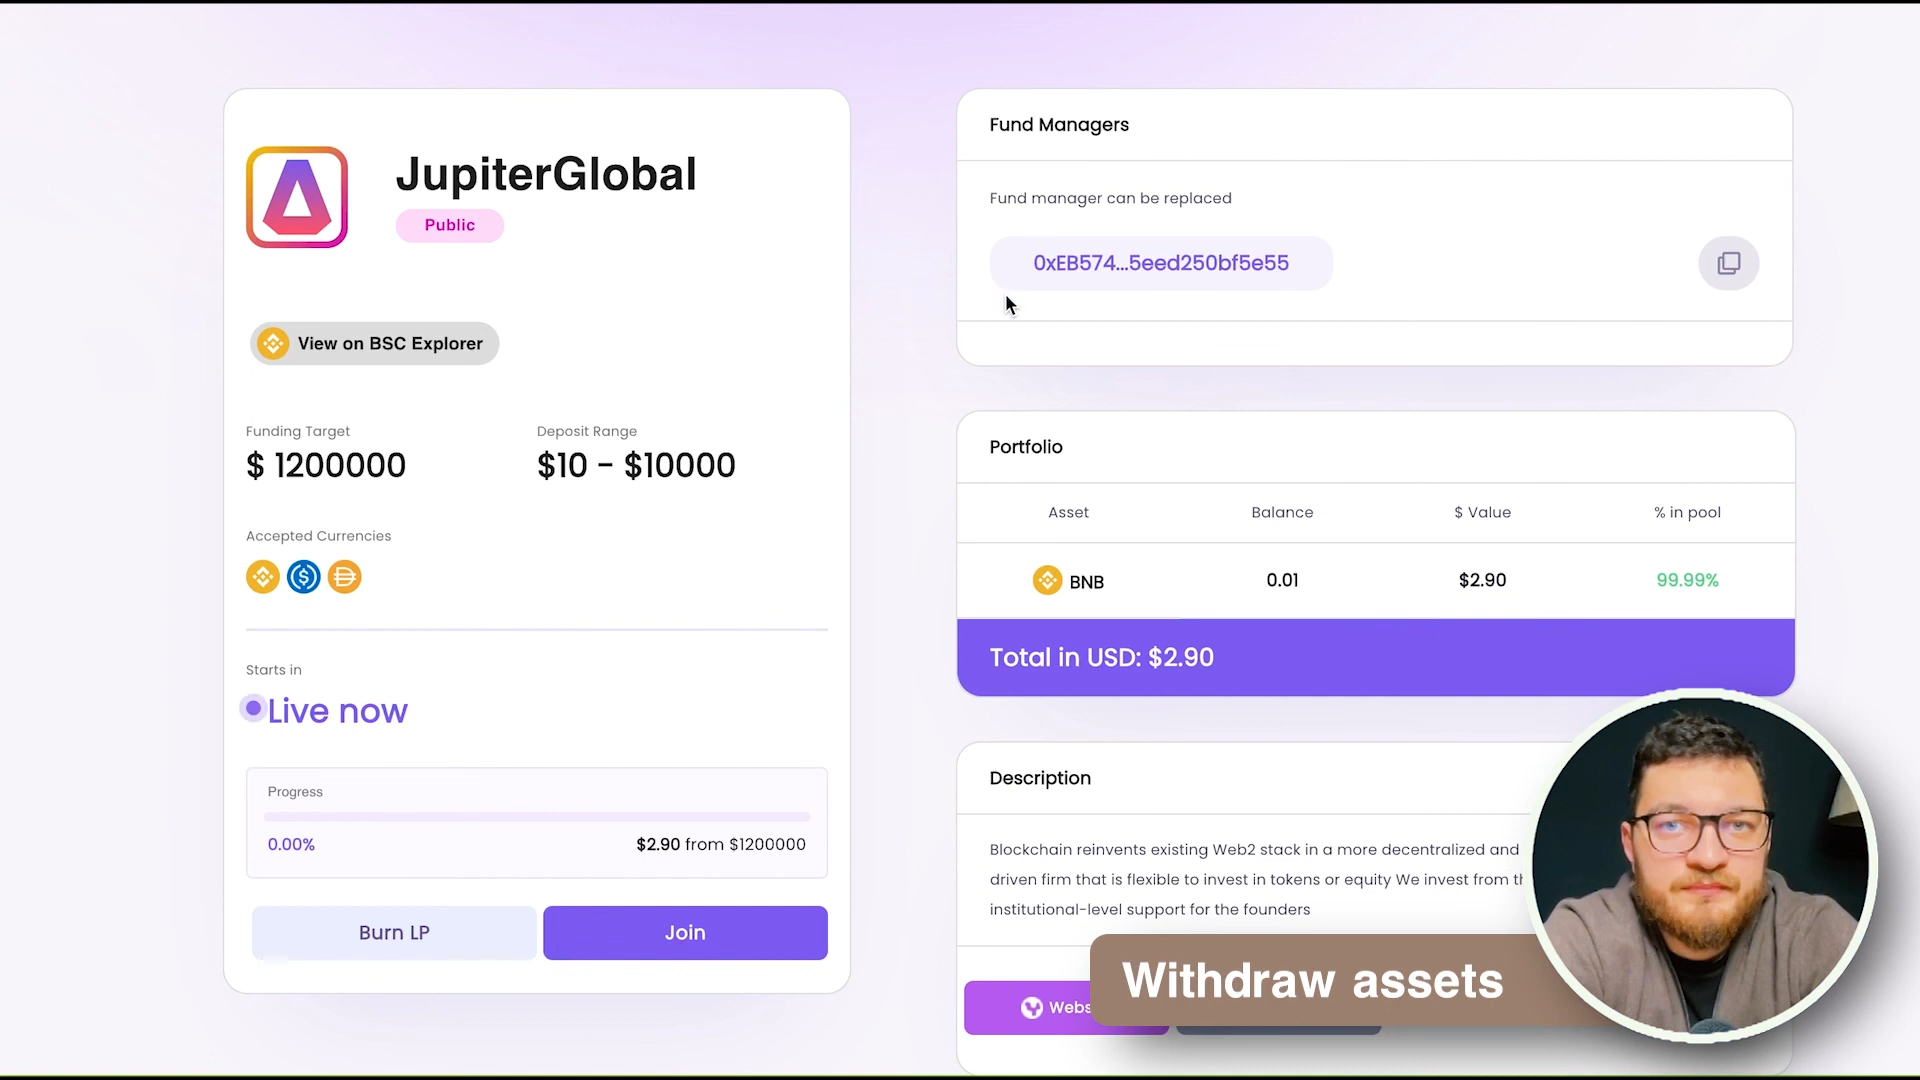 JupiterGlobal
Public
View on BSC Explorer
Funding Target
$ 1200000
Deposit Range
$10 - $10000
Accepted Currencies
Starts in
Live now
Progress
0.00%
$2.90 from $1200000
Burn LP
Join
Fund Managers
Fund manager can be replaced
0xEB574...5eed250bf5e55
Portfolio
Asset Balance $ Value % in pool
BNB 0.01 $2.90 99.99%
Total in USD: $2.90
Description
Blockchain reinvents existing Web2 stack in a more decentralized and
driven firm that is flexible to invest in tokens or equity We invest from
institutional-level support for the founders
Withdraw assets